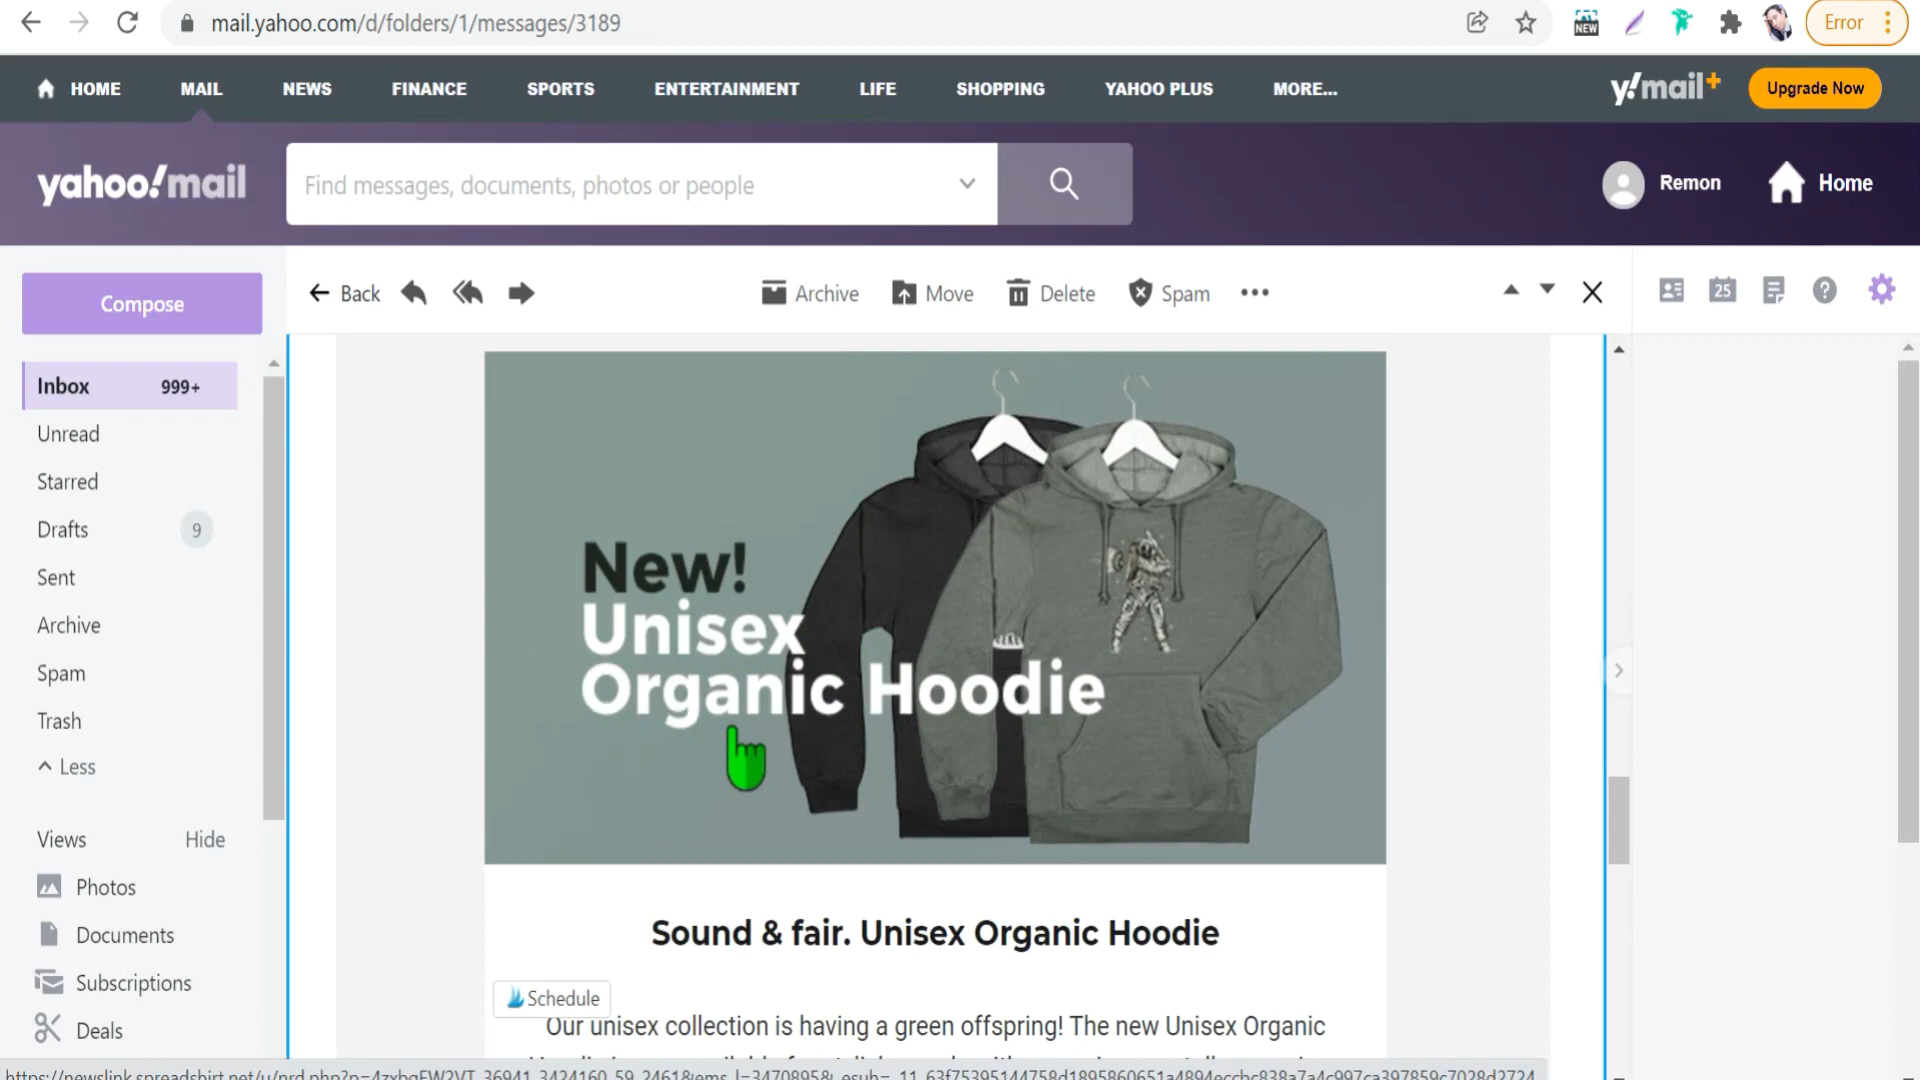 mail.yahoo.com/d/folders/1/messages/3189
NEW
Error
HOME MAIL NEWS FINANCE SPORTS ENTERTAINMENT LIFE SHOPPING YAHOO PLUS MORE...
y!mail+ Upgrade Now
yahoo!mail
Find messages, documents, photos or people
Remon Home
Compose
Back Archive Move Delete Spam
25
Inbox 999+
Unread
Starred
Drafts 9
Sent
Archive
Spam
Trash
Less
Views Hide
Photos
Documents
Subscriptions
Deals
New!
Unisex
Organic Hoodie
Sound & fair. Unisex Organic Hoodie
Schedule
Our unisex collection is having a green offspring! The new Unisex Organic